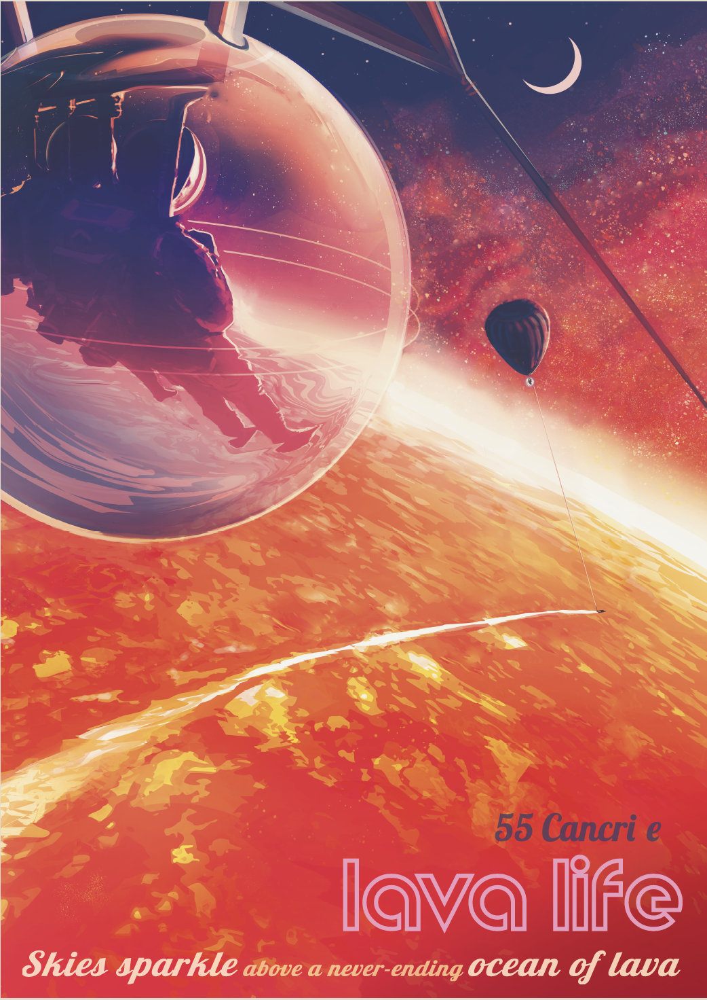 55 Cancri e
lava life
Skies sparkle above a never-ending ocean of lava